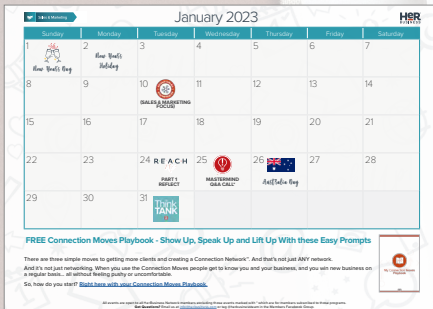 Sales & Marketing
January 2023
HER
BUSINESS
Sunday Monday Tuesday Wednesday Thursday Friday Saturday
1 2 3 4 5 6 7
New Year's Day
New Year's
Holiday
8 9 10 11 12 13 14
(SALES & MARKETING
FOCUS)
15 16 17 18 19 20 21
22 23 24 25 26 27 28
REACH
PART 1
REFLECT
MASTERMIND
Q&A CALL*
Australia Day
29 30 31
Think
TANK
FREE Connection Moves Playbook - Show Up, Speak Up and Lift Up With these Easy Prompts
There are three simple moves to getting more clients and creating a Connection Network™. And that's not just ANY network.
And it's not just networking. When you use the Connection Moves people get to know you and your business, and you win new business on
a regular basis... all without feeling pushy or uncomfortable.
So, how do you start? Right here with your Connection Moves Playbook.
My Connection Moves
Playbook